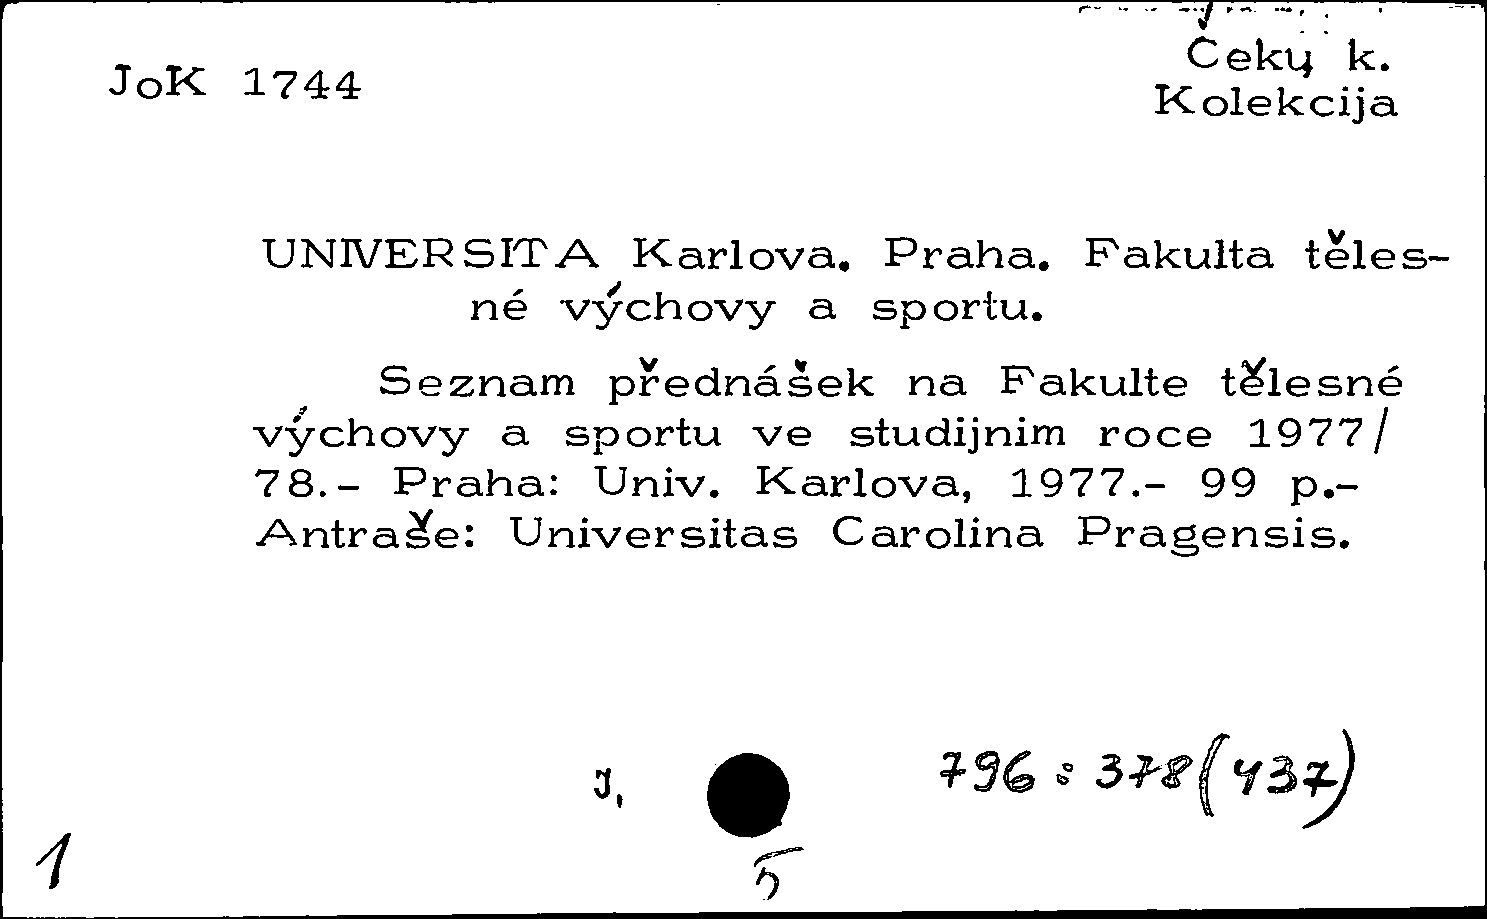 Čekų k.
JoK 1744
Kolekcija
UNIVERSITA Karlova. Praha. Fakulta těles-
né výchovy a sportu.
Seznam přednášek na Fakulte tělesné
výchovy a sportu ve studijnim roce 1977/
78.- Praha: Univ. Karlova, 1977.- 99 p.-
Antraše: Universitas Carolina Pragensis.
796:378(437)
1
5